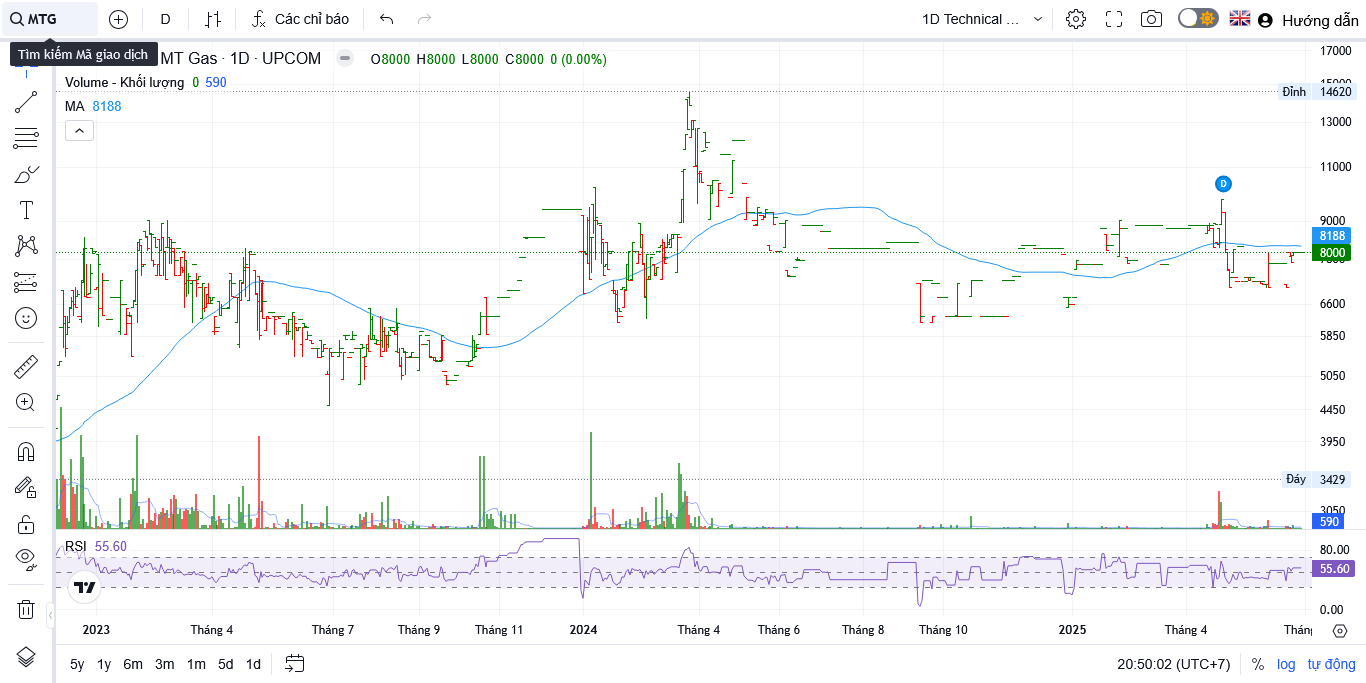 MTG D Các chỉ báo 1D Technical ... Hướng dẫn
Tìm kiếm Mã giao dịch
MT Gas · 1D · UPCOM O8000 H8000 L8000 C8000 0 (0.00%)
Volume - Khối lượng 0 590
MA 8188
17000
15000
Đỉnh 14620
13000
11000
D
9000
8188
8000
6600
5850
5050
4450
3950
Đáy 3429
3050
590
RSI 55.60
80.00
55.60
0.00
2023 Tháng 4 Tháng 7 Tháng 9 Tháng 11 2024 Tháng 4 Tháng 6 Tháng 8 Tháng 10 2025 Tháng 4 Thán
5y 1y 6m 3m 1m 5d 1d 20:50:02 (UTC+7) % log tự động